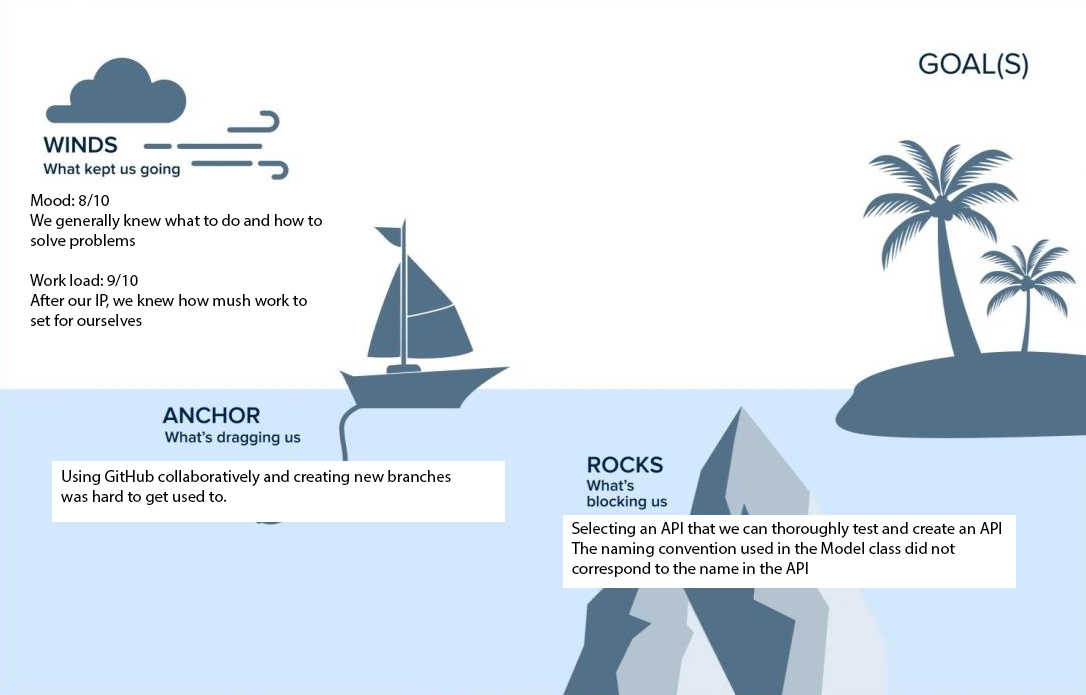 GOAL(S)
WINDS
What kept us going
Mood: 8/10
We generally knew what to do and how to
solve problems
Work load: 9/10
After our IP, we knew how mush work to
set for ourselves
ANCHOR
What's dragging us
Using GitHub collaboratively and creating new branches
was hard to get used to.
ROCKS
What's
blocking us
Selecting an API that we can thoroughly test and create an API
The naming convention used in the Model class did not
correspond to the name in the API